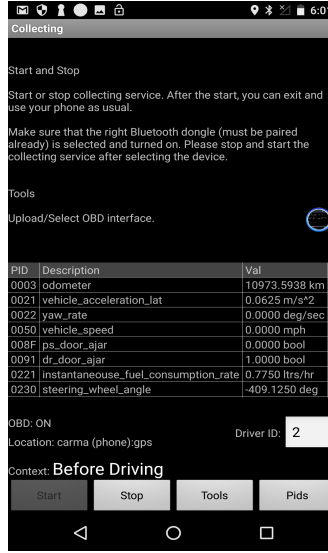 6:0
Collecting
Start and Stop
Start or stop collecting service. After the start, you can exit and
use your phone as usual.
Make sure that the right Bluetooth dongle (must be paired
already) is selected and turned on. Please stop and start the
collecting service after selecting the device.
Tools
Upload/Select OBD interface.
PID Description Val
0003 odometer 10973.5938 km
0021 vehicle_acceleration_lat 0.0625 m/s^2
0022 yaw_rate 0.0000 deg/sec
0050 vehicle_speed 0.0000 mph
008F ps_door_ajar 0.0000 bool
0091 dr_door_ajar 1.0000 bool
0221 instantaneouse_fuel_consumption_rate 0.7750 ltrs/hr
0230 steering_wheel_angle -409.1250 deg
OBD: ON
Location: carma (phone):gps
Driver ID: 2
Context: Before Driving
Start Stop Tools Pids